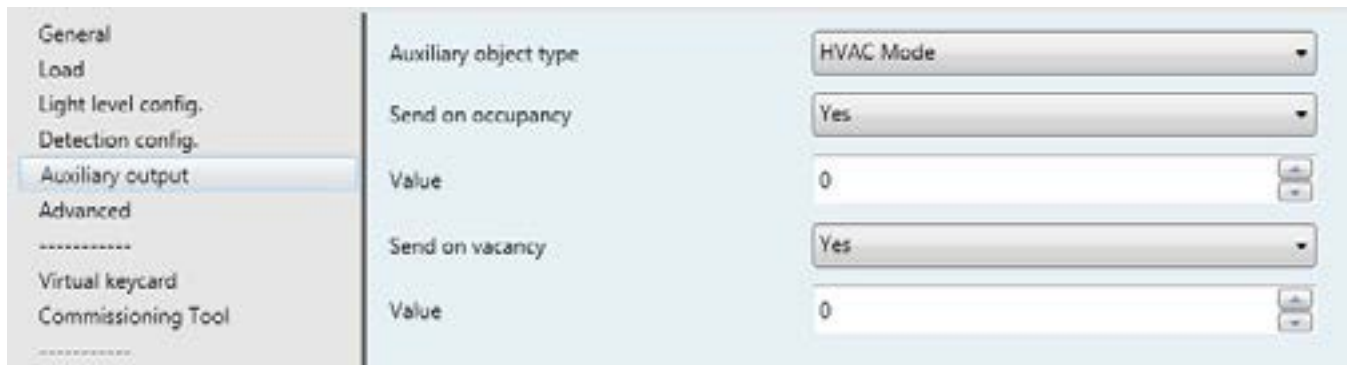 General
Load
Light level config.
Detection config.
Auxiliary output
Advanced
-----------
Virtual keycard
Commissioning Tool
-----------
Auxiliary object type
HVAC Mode
Send on occupancy
Yes
Value
0
Send on vacancy
Yes
Value
0